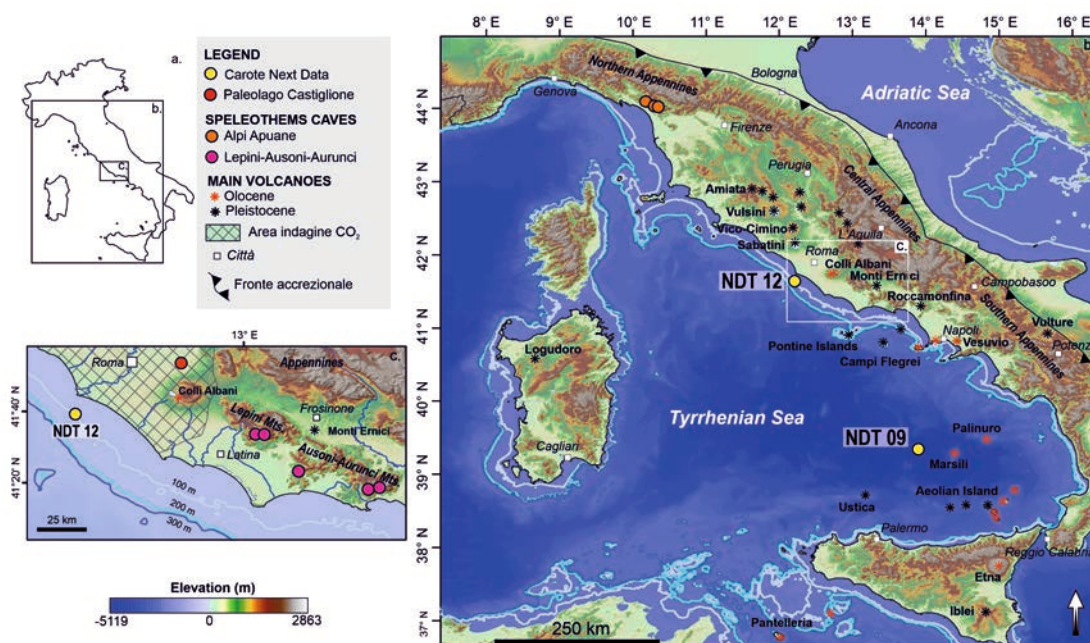 a.
b.
c.
LEGEND
Carote Next Data
Paleolago Castiglione
SPELEOTHEMS CAVES
Alpi Apuane
Lepini-Ausoni-Aurunci
MAIN VOLCANOES
Olocene
Pleistocene
Area indagine CO₂
Città
Fronte accrezionale
13° E
c.
Roma
Appennines
Colli Albani
41°40' N
Lepini Mts.
Frosinone
NDT 12
Monti Ernici
Latina
Ausoni-Aurunci Mts.
41°20' N
100 m
200 m
300 m
25 km
Elevation (m)
-5119 0 2863
8° E 9° E 10° E 11° E 12° E 13° E 14° E 15° E 16° E
Northern Appennines
Bologna
Genova
Adriatic Sea
44° N
Firenze
Ancona
Perugia
43° N
Central Appennines
Amiata
Vulsini
Vico-Cimino
L'Aquila
Sabatini
42° N
Roma
C.
Colli Albani
NDT 12
Monti Ernici
Campobasoo
Roccamonfina
Southern Appennines
41° N
Napoli
Vulture
Vesuvio
Pontine Islands
Potenz
Logudoro
Campi Flegrei
40° N
Tyrrhenian Sea
Palinuro
NDT 09
Cagliari
Marsili
39° N
Aeolian Island
Ustica
Palermo
38° N
Reggio Calabria
Etna
Iblei
Pantelleria
37° N
250 km